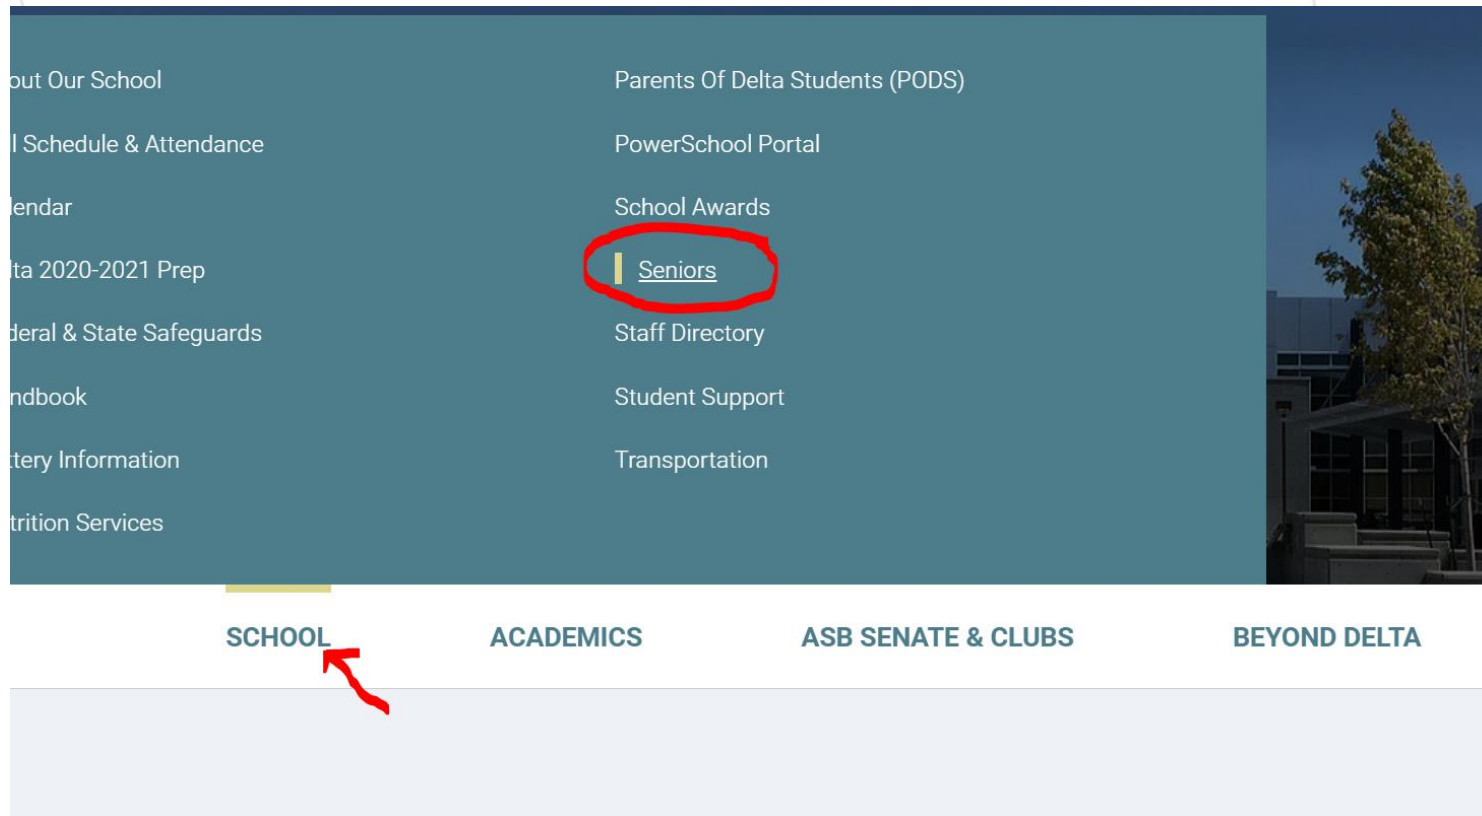 out Our School
ll Schedule & Attendance
lendar
lta 2020-2021 Prep
deral & State Safeguards
ndbook
ttery Information
trition Services
Parents Of Delta Students (PODS)
PowerSchool Portal
School Awards
Seniors
Staff Directory
Student Support
Transportation
SCHOOL
ACADEMICS
ASB SENATE & CLUBS
BEYOND DELTA